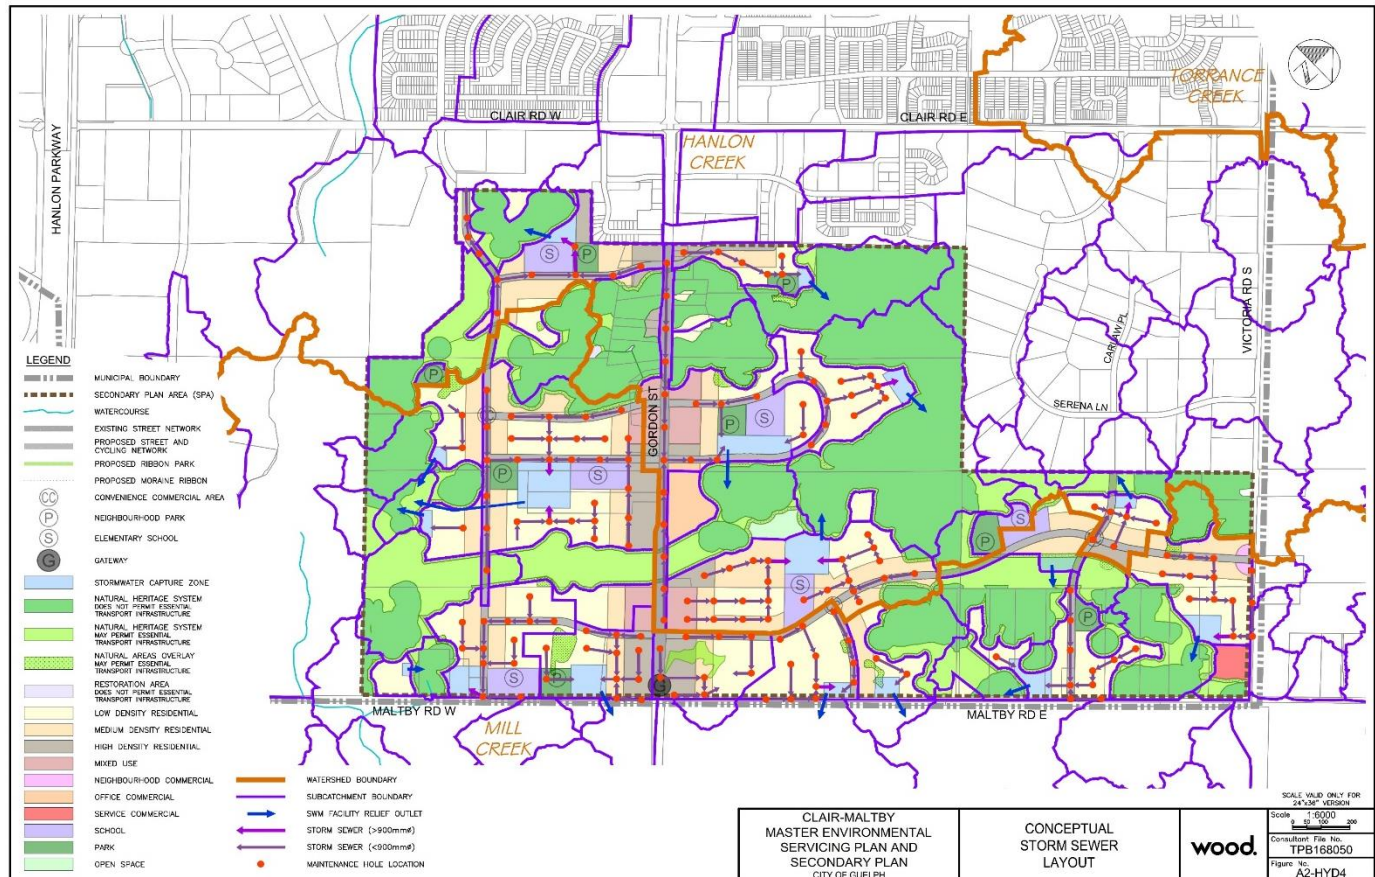 CLAIR RD W
CLAIR RD E
TORRANCE
CREEK
HANLON
CREEK
HANLON PARKWAY
VICTORIA RD S
CARLAW PL
SERENA LN
GORDON ST
S
P
P
P
S
P
P
S
S
P
S
P
S
P
G
MALTBY RD W
MALTBY RD E
MILL
CREEK
LEGEND
MUNICIPAL BOUNDARY
SECONDARY PLAN AREA (SPA)
WATERCOURSE
EXISTING STREET NETWORK
PROPOSED STREET AND
CYCLING NETWORK
PROPOSED RIBBON PARK
PROPOSED MORAINE RIBBON
CC CONVENIENCE COMMERCIAL AREA
P NEIGHBOURHOOD PARK
S ELEMENTARY SCHOOL
G GATEWAY
STORMWATER CAPTURE ZONE
NATURAL HERITAGE SYSTEM
DOES NOT PERMIT ESSENTIAL
TRANSPORT INFRASTRUCTURE
NATURAL HERITAGE SYSTEM
MAY PERMIT ESSENTIAL
TRANSPORT INFRASTRUCTURE
NATURAL AREAS OVERLAY
MAY PERMIT ESSENTIAL
TRANSPORT INFRASTRUCTURE
RESTORATION AREA
DOES NOT PERMIT ESSENTIAL
TRANSPORT INFRASTRUCTURE
LOW DENSITY RESIDENTIAL
MEDIUM DENSITY RESIDENTIAL
HIGH DENSITY RESIDENTIAL
MIXED USE
NEIGHBOURHOOD COMMERCIAL
OFFICE COMMERCIAL
SERVICE COMMERCIAL
SCHOOL
PARK
OPEN SPACE
WATERSHED BOUNDARY
SUBCATCHMENT BOUNDARY
SWM FACILITY RELIEF OUTLET
STORM SEWER (>900mmø)
STORM SEWER (<900mmø)
MAINTENANCE HOLE LOCATION
CLAIR-MALTBY
MASTER ENVIRONMENTAL
SERVICING PLAN AND
SECONDARY PLAN
CITY OF GUELPH
CONCEPTUAL
STORM SEWER
LAYOUT
wood.
SCALE VALID ONLY FOR
24"x36" VERSION
Scale 1:6000
0 50 100 200
Consultant File No.
TPB168050
Figure No.
A2-HYD4